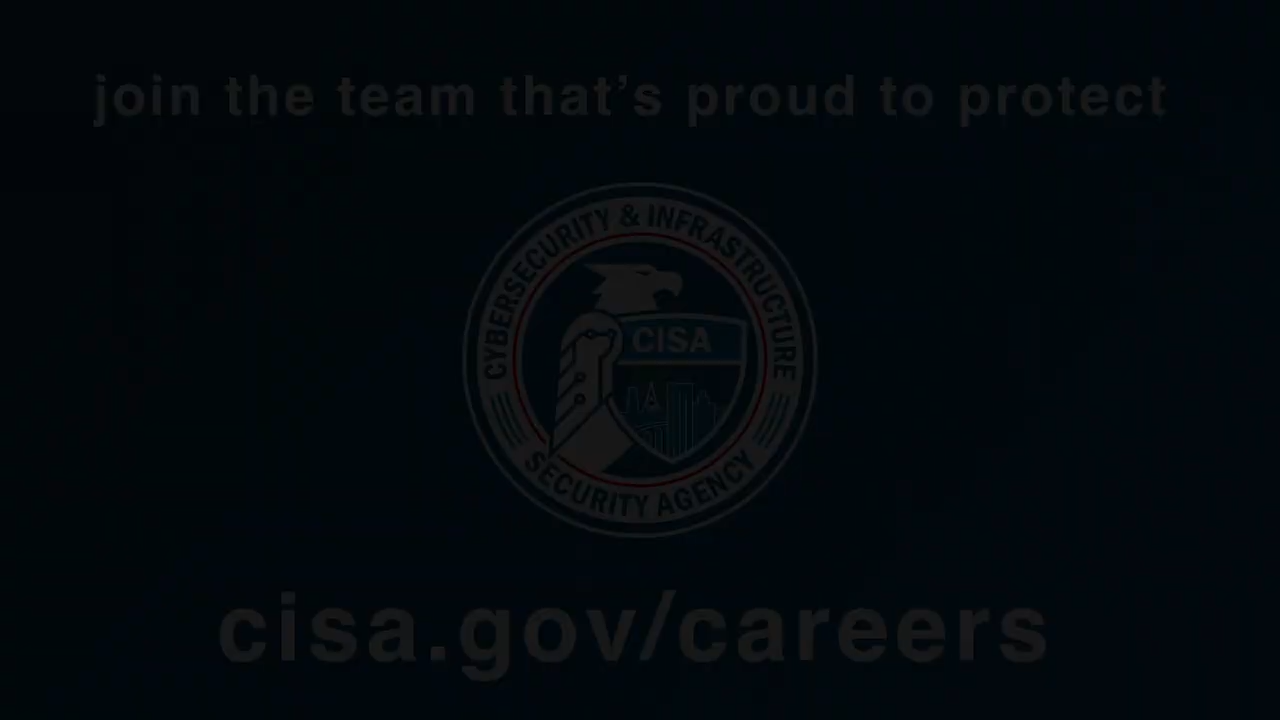 join the team that’s proud to protect
CYBERSECURITY & INFRASTRUCTURE
CISA
SECURITY AGENCY
cisa.gov/careers